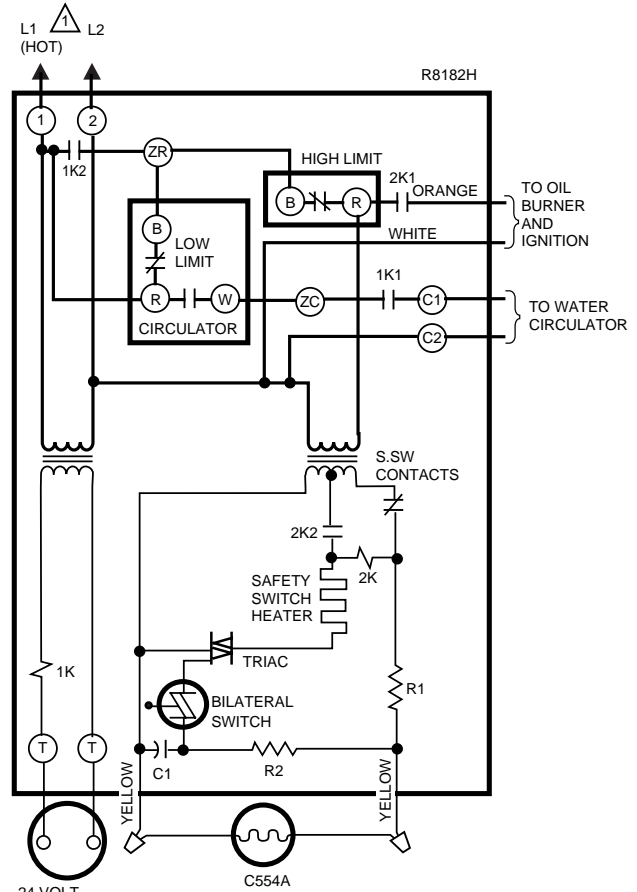 L1
(HOT)
1
L2
R8182H
1
2
1K2
ZR
HIGH LIMIT
B
R
2K1
ORANGE
WHITE
TO OIL
BURNER
AND
IGNITION
B
LOW
LIMIT
R
W
CIRCULATOR
ZC
1K1
C1
C2
TO WATER
CIRCULATOR
S.SW
CONTACTS
2K2
2K
SAFETY
SWITCH
HEATER
TRIAC
1K
BILATERAL
SWITCH
R1
T
T
C1
R2
YELLOW
YELLOW
C554A
24 VOLT